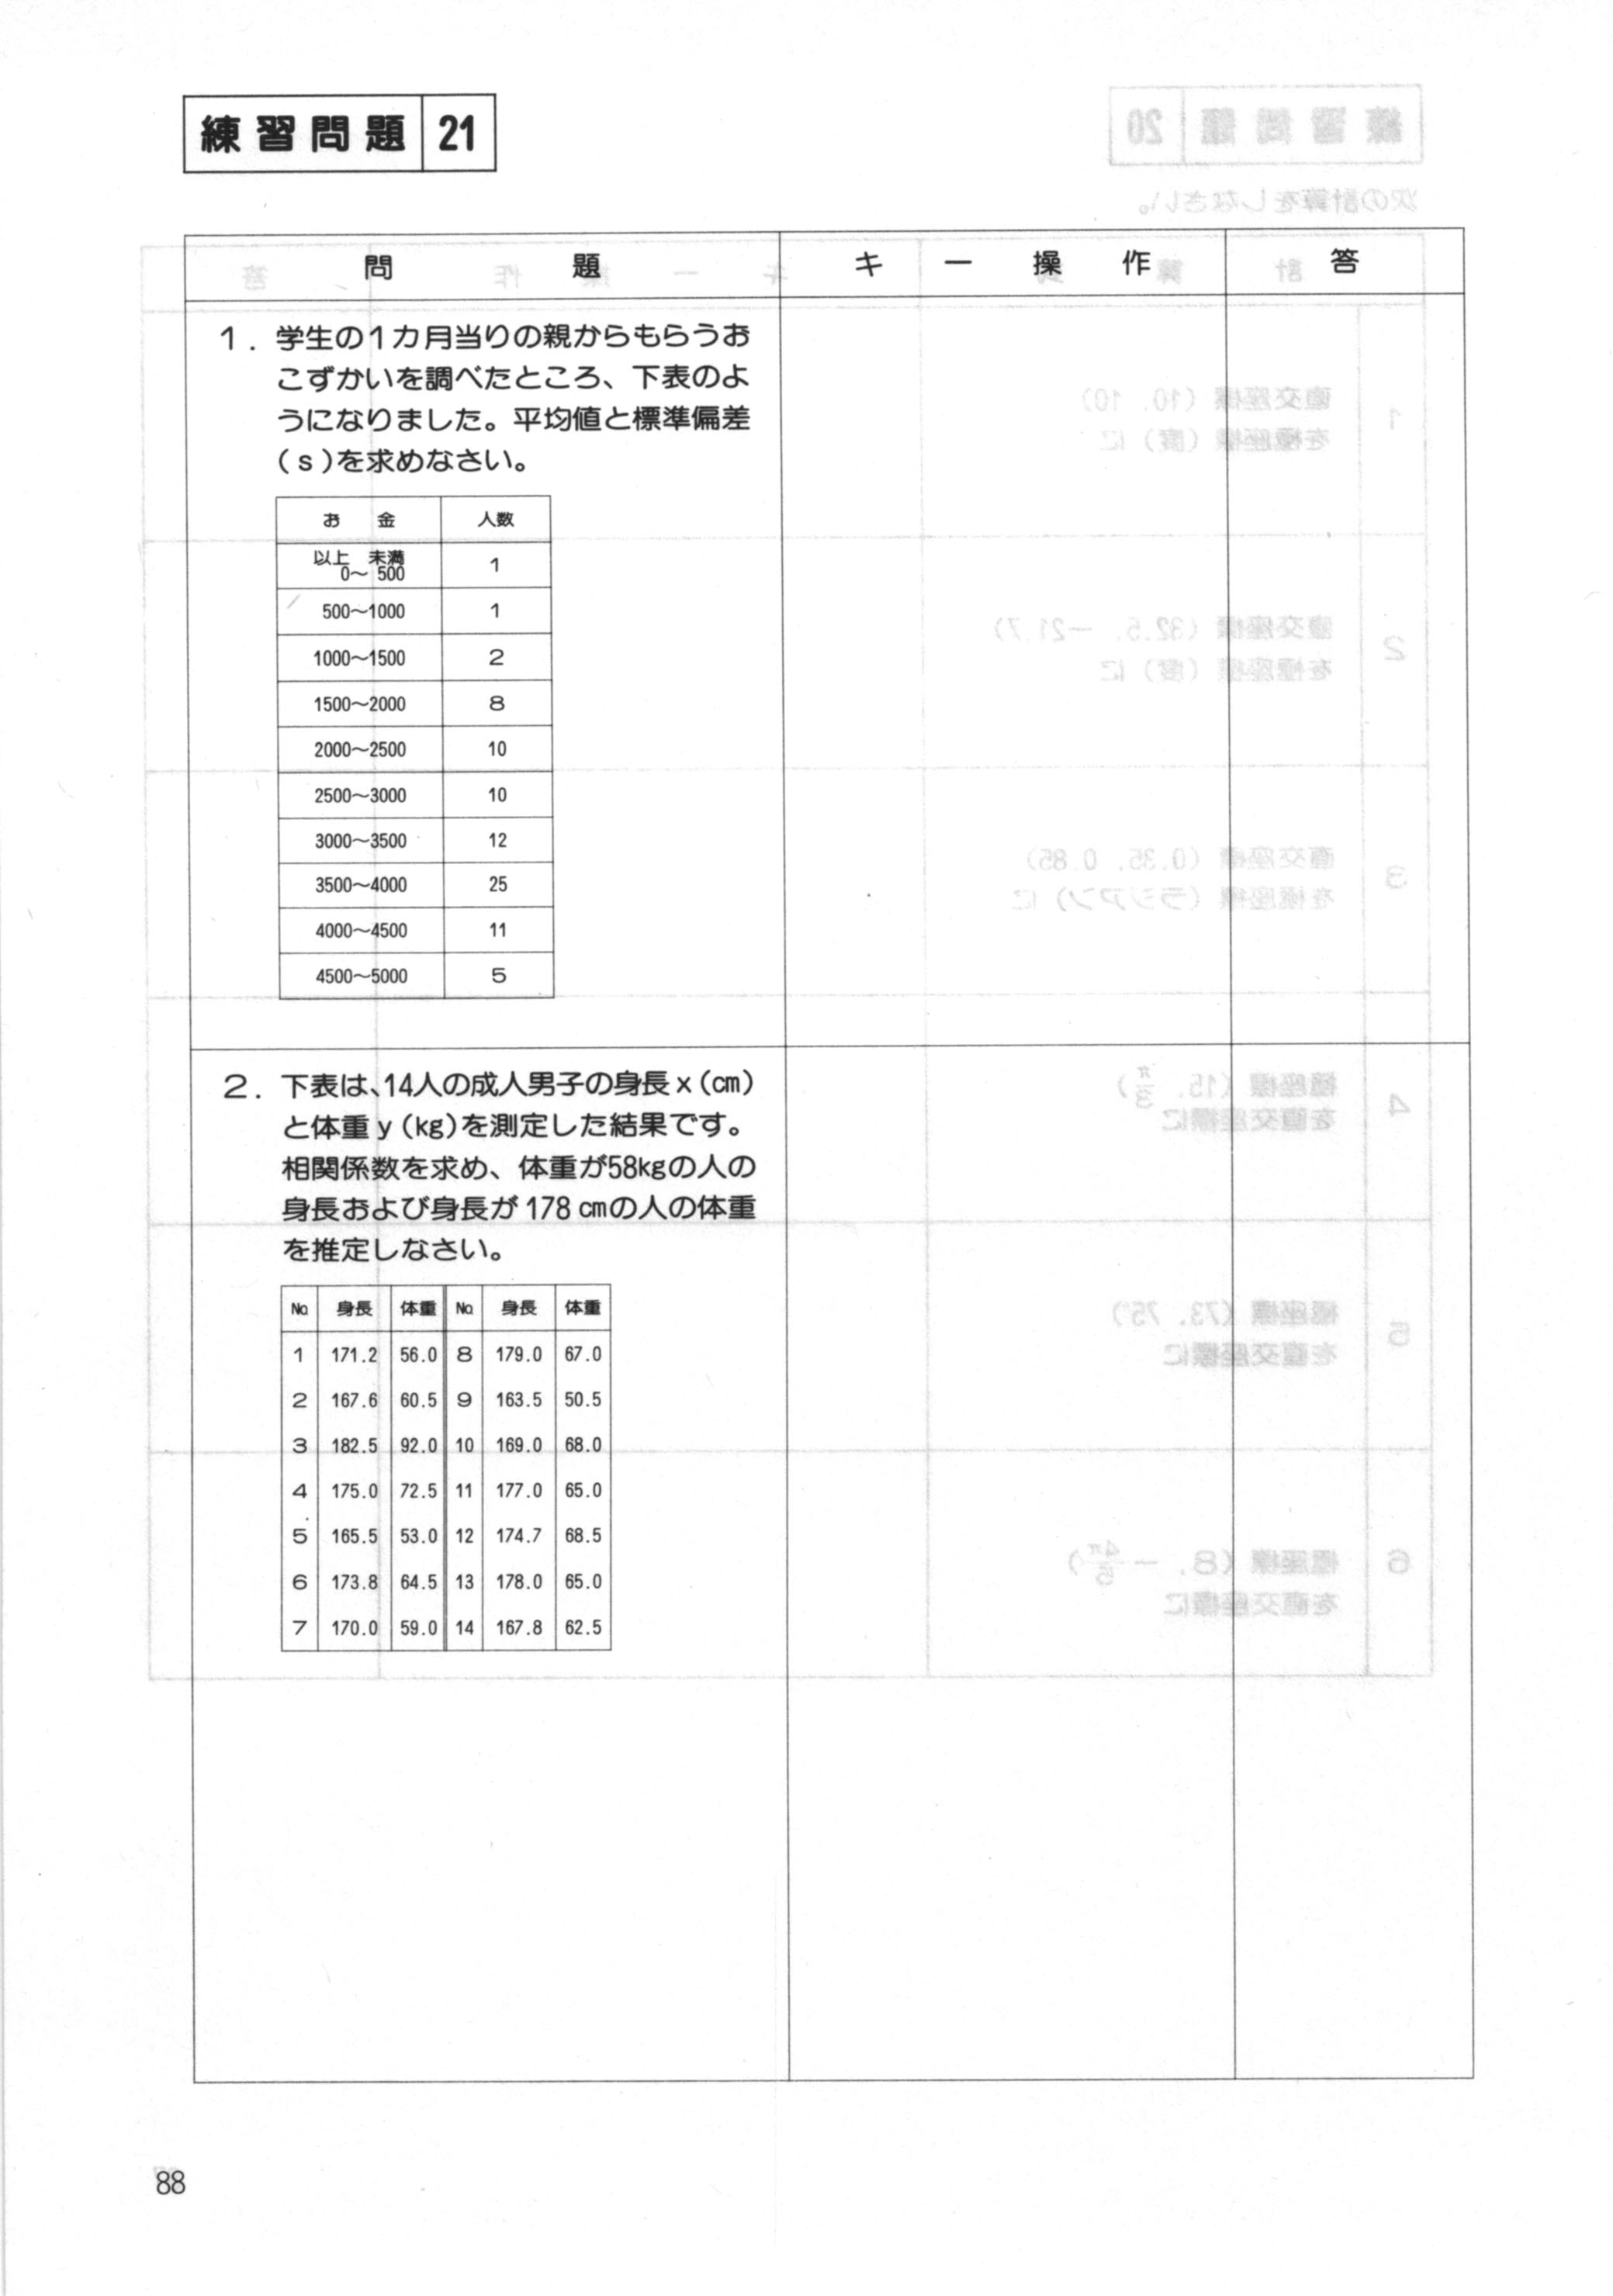 練習問題 21
問題 キー操作 答
1. 学生の1カ月当りの親からもらうお
こずかいを調べたところ、下表のよ
うになりました。平均値と標準偏差
(s)を求めなさい。
お金 人数
以上 未満
0〜 500 1
500〜1000 1
1000〜1500 2
1500〜2000 8
2000〜2500 10
2500〜3000 10
3000〜3500 12
3500〜4000 25
4000〜4500 11
4500〜5000 5
2. 下表は、14人の成人男子の身長x(cm)
と体重y(kg)を測定した結果です。
相関係数を求め、体重が58kgの人の
身長および身長が178cmの人の体重
を推定しなさい。
No. 身長 体重 No. 身長 体重
1 171.2 56.0 8 179.0 67.0
2 167.6 60.5 9 163.5 50.5
3 182.5 92.0 10 169.0 68.0
4 175.0 72.5 11 177.0 65.0
5 165.5 53.0 12 174.7 68.5
6 173.8 64.5 13 178.0 65.0
7 170.0 59.0 14 167.8 62.5
88